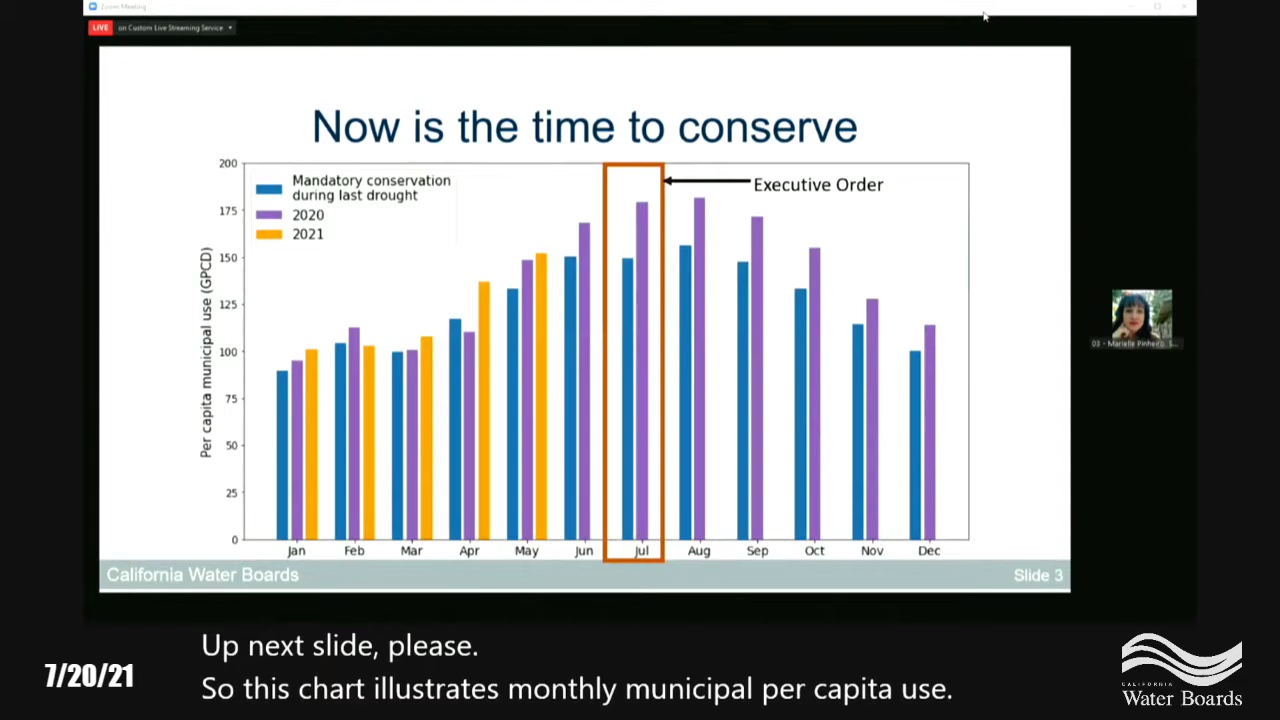 Zoom Meeting
LIVE on Custom Live Streaming Service
Now is the time to conserve
200
175
150
125
100
75
50
25
0
Per capita municipal use (GPCD)
Mandatory conservation
during last drought
2020
2021
Executive Order
Jan Feb Mar Apr May Jun Jul Aug Sep Oct Nov Dec
California Water Boards
Slide 3
03 - Marielle Pinheiro, S...
Up next slide, please.
So this chart illustrates monthly municipal per capita use.
7/20/21
CALIFORNIA
Water Boards